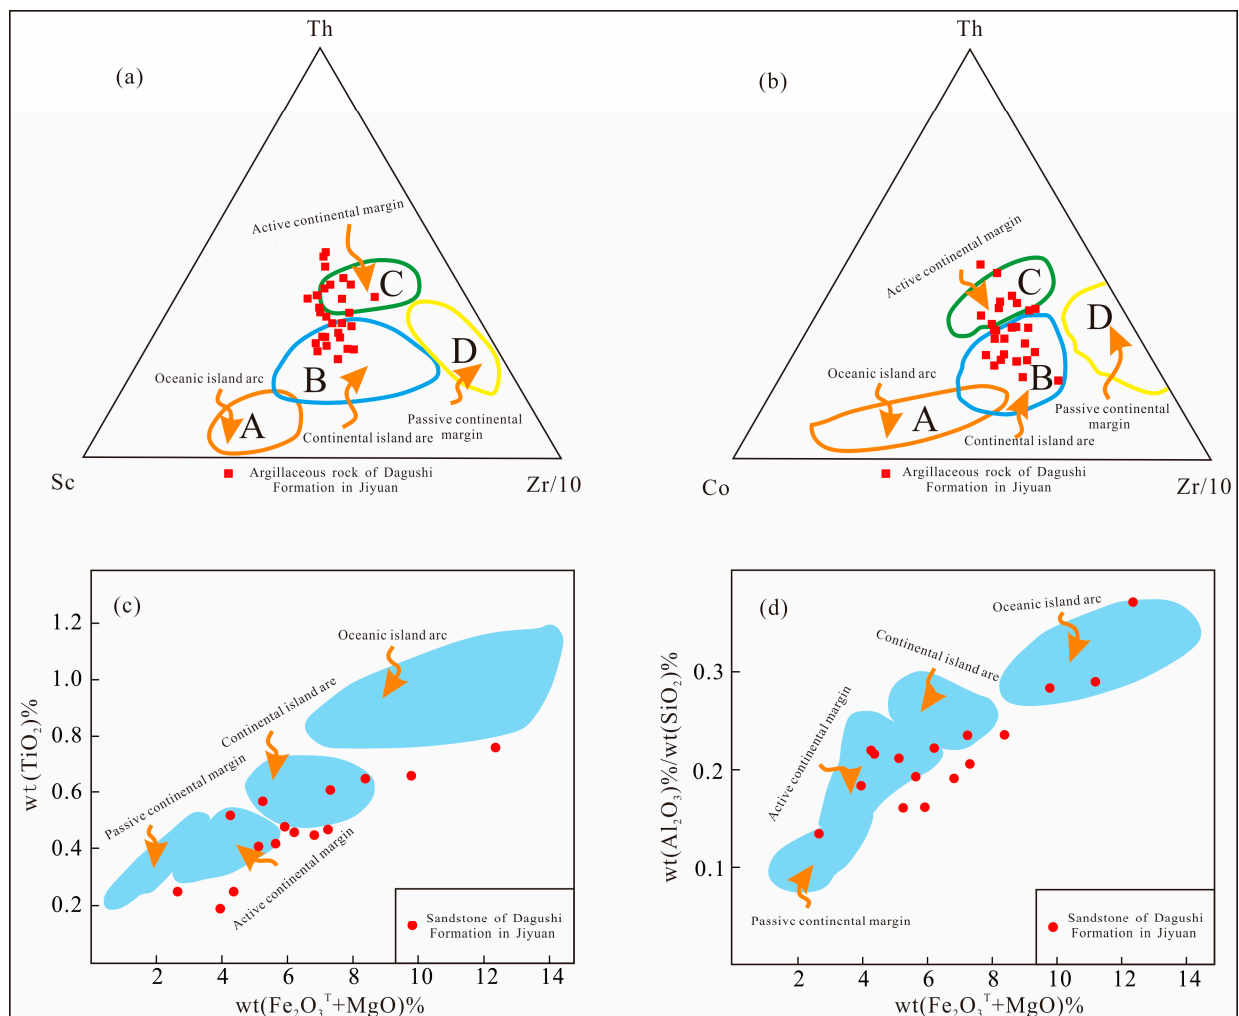 Th
(a)
Active continental margin
C
D
B
Oceanic island arc
A
Passive continental
margin
Continental island are
Sc
Zr/10
Argillaceous rock of Dagushi
Formation in Jiyuan
Th
(b)
Active continental margin
C
D
Oceanic island arc
B
A
Passive continental
margin
Continental island are
Co
Zr/10
Argillaceous rock of Dagushi
Formation in Jiyuan
(c)
Oceanic island arc
Continental island are
Passive continental margin
Active continental margin
wt(TiO2)%
1.2
1.0
0.8
0.6
0.4
0.2
Sandstone of Dagushi
Formation in Jiyuan
2 4 6 8 10 12 14
wt(Fe2O3T+MgO)%
(d)
Oceanic island arc
Continental island are
Active continental margin
Passive continental margin
wt(Al2O3)%/wt(SiO2)%
0.3
0.2
0.1
Sandstone of Dagushi
Formation in Jiyuan
2 4 6 8 10 12 14
wt(Fe2O3T+MgO)%